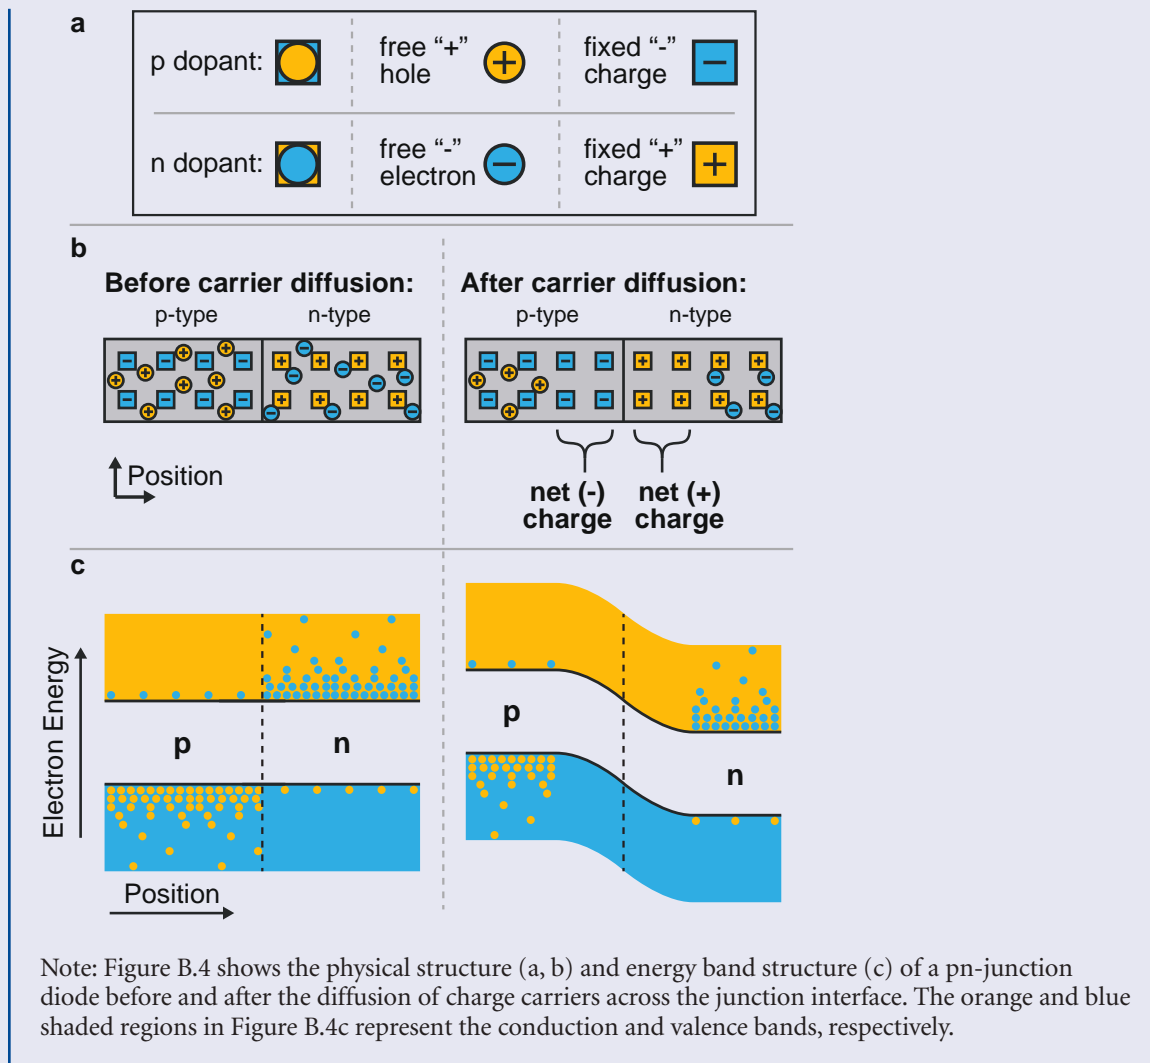 a
p dopant:
free “+”
hole
+
fixed “-”
charge
−
n dopant:
free “-”
electron
−
fixed “+”
charge
+
b
Before carrier diffusion:
p-type
n-type
After carrier diffusion:
p-type
n-type
Position
net (-)
charge
net (+)
charge
c
Electron Energy
p
n
Position
p
n
Note: Figure B.4 shows the physical structure (a, b) and energy band structure (c) of a pn-junction
diode before and after the diffusion of charge carriers across the junction interface. The orange and blue
shaded regions in Figure B.4c represent the conduction and valence bands, respectively.